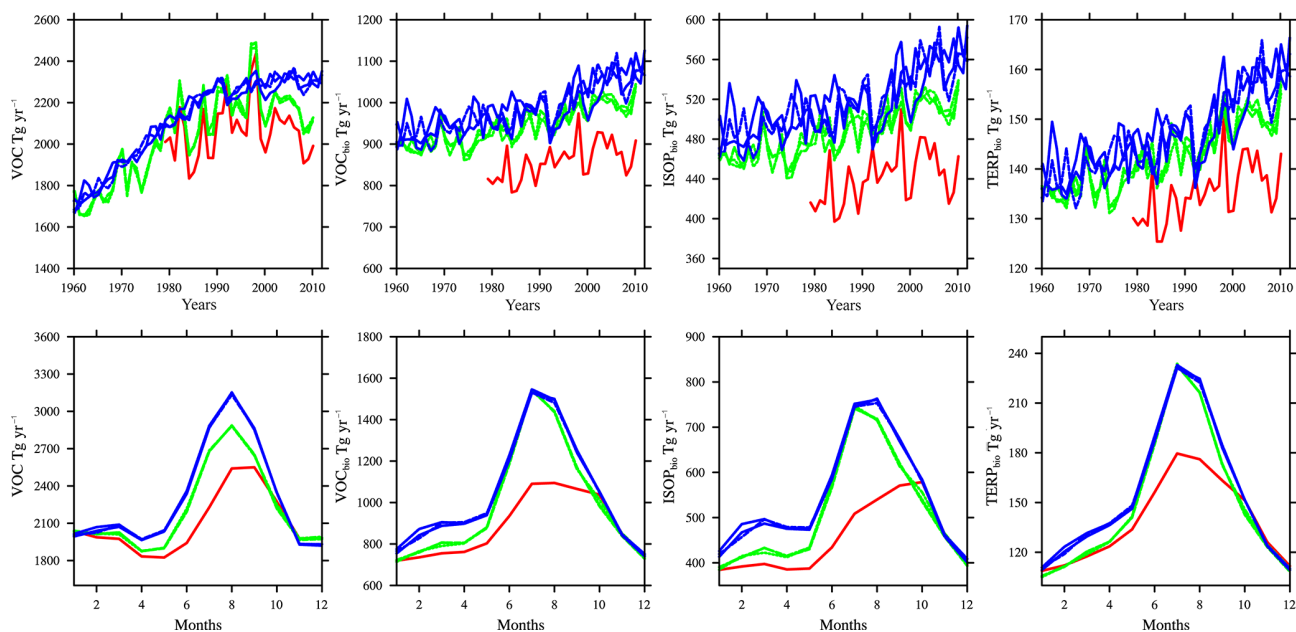 VOC Tg yr⁻¹
2600
2400
2200
2000
1800
1600
1400
1960 1970 1980 1990 2000 2010
Years
VOCbio Tg yr⁻¹
1200
1100
1000
900
800
700
600
1960 1970 1980 1990 2000 2010
Years
ISOPbio Tg yr⁻¹
600
560
520
480
440
400
360
1960 1970 1980 1990 2000 2010
Years
TERPbio Tg yr⁻¹
170
160
150
140
130
120
1960 1970 1980 1990 2000 2010
Years
VOC Tg yr⁻¹
3600
3300
3000
2700
2400
2100
1800
2 4 6 8 10 12
Months
VOCbio Tg yr⁻¹
1800
1600
1400
1200
1000
800
600
2 4 6 8 10 12
Months
ISOPbio Tg yr⁻¹
900
800
700
600
500
400
2 4 6 8 10 12
Months
TERPbio Tg yr⁻¹
240
210
180
150
120
2 4 6 8 10 12
Months